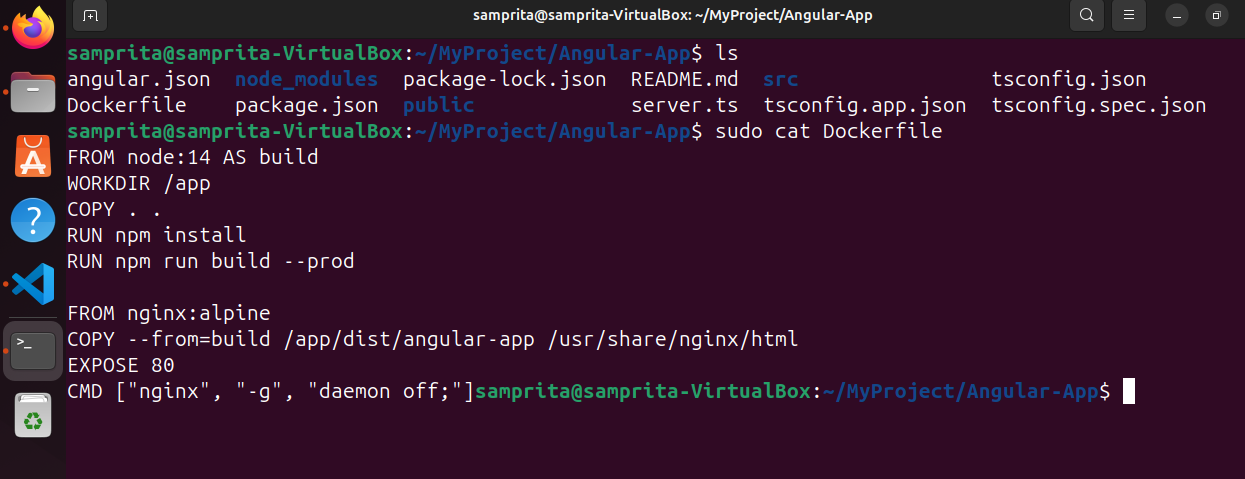 samprita@samprita-VirtualBox: ~/MyProject/Angular-App
samprita@samprita-VirtualBox:~/MyProject/Angular-App$ ls
angular.json  node_modules  package-lock.json  README.md  src                tsconfig.json
Dockerfile    package.json  public             server.ts  tsconfig.app.json  tsconfig.spec.json
samprita@samprita-VirtualBox:~/MyProject/Angular-App$ sudo cat Dockerfile
FROM node:14 AS build
WORKDIR /app
COPY . .
RUN npm install
RUN npm run build --prod
FROM nginx:alpine
COPY --from=build /app/dist/angular-app /usr/share/nginx/html
EXPOSE 80
CMD ["nginx", "-g", "daemon off;"]samprita@samprita-VirtualBox:~/MyProject/Angular-App$